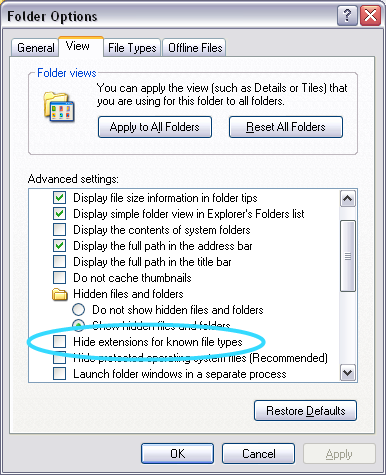 Folder Options
General
View
File Types
Offline Files
Folder views
You can apply the view (such as Details or Tiles) that
you are using for this folder to all folders.
Apply to All Folders
Reset All Folders
Advanced settings:
Display file size information in folder tips
Display simple folder view in Explorer's Folders list
Display the contents of system folders
Display the full path in the address bar
Display the full path in the title bar
Do not cache thumbnails
Hidden files and folders
Do not show hidden files and folders
Show hidden files and folders
Hide extensions for known file types
Hide protected operating system files (Recommended)
Launch folder windows in a separate process
Restore Defaults
OK
Cancel
Apply